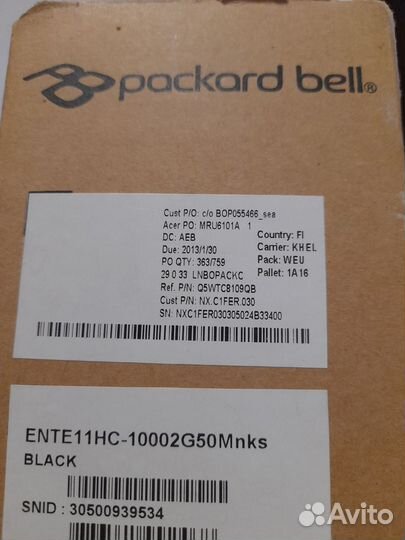 packard bell®
Cust P/O: c/o BOP055466_sea
Acer PO: MRU6101A 1
DC: AEB
Due: 2013/1/30
PO QTY: 363/759
29 0 33 LNBOPACKC
Ref. P/N: Q5WTC8109QB
Cust P/N: NX.C1FER.030
SN: NXC1FER030305024B33400
Country: FI
Carrier: KHEL
Pack: WEU
Pallet: 1A16
ENTE11HC-10002G50Mnks
BLACK
SNID : 30500939534
Avito